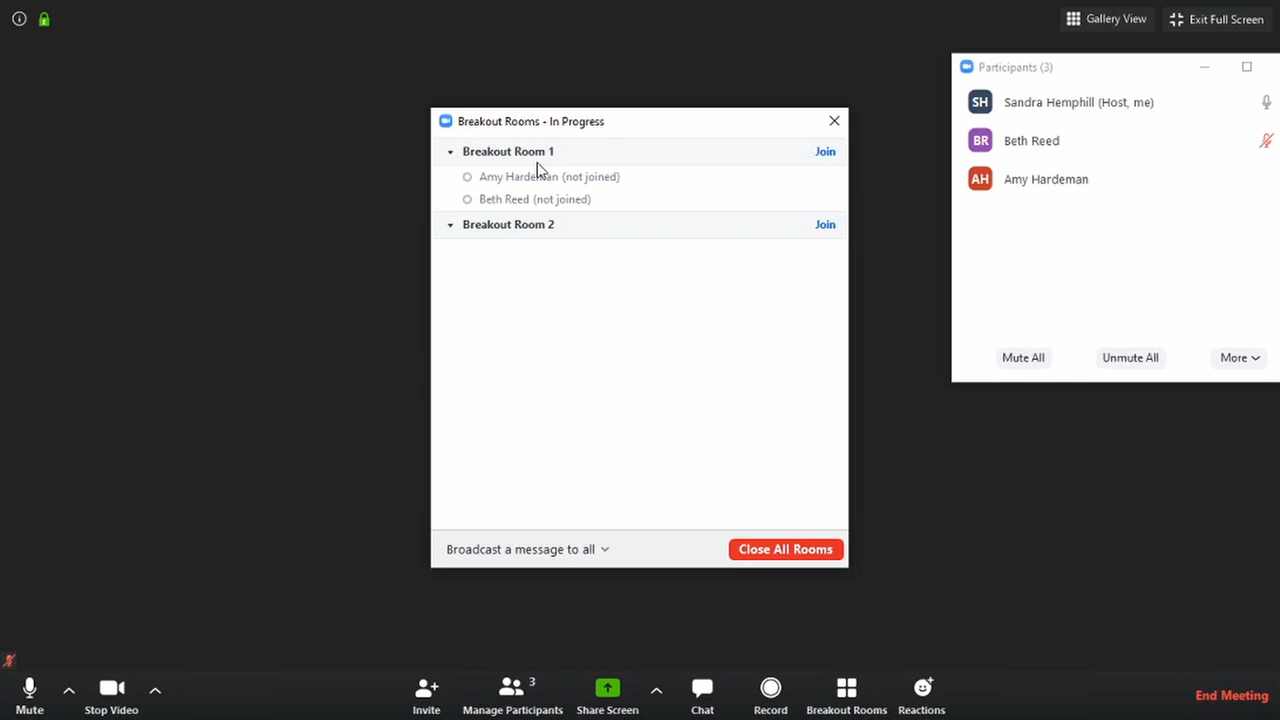 Gallery View
Exit Full Screen
Participants (3)
SH Sandra Hemphill (Host, me)
BR Beth Reed
AH Amy Hardeman
Mute All
Unmute All
More
Breakout Rooms - In Progress
Breakout Room 1 Join
Amy Hardeman (not joined)
Beth Reed (not joined)
Breakout Room 2 Join
Broadcast a message to all
Close All Rooms
Mute
Stop Video
Invite
3
Manage Participants
Share Screen
Chat
Record
Breakout Rooms
Reactions
End Meeting